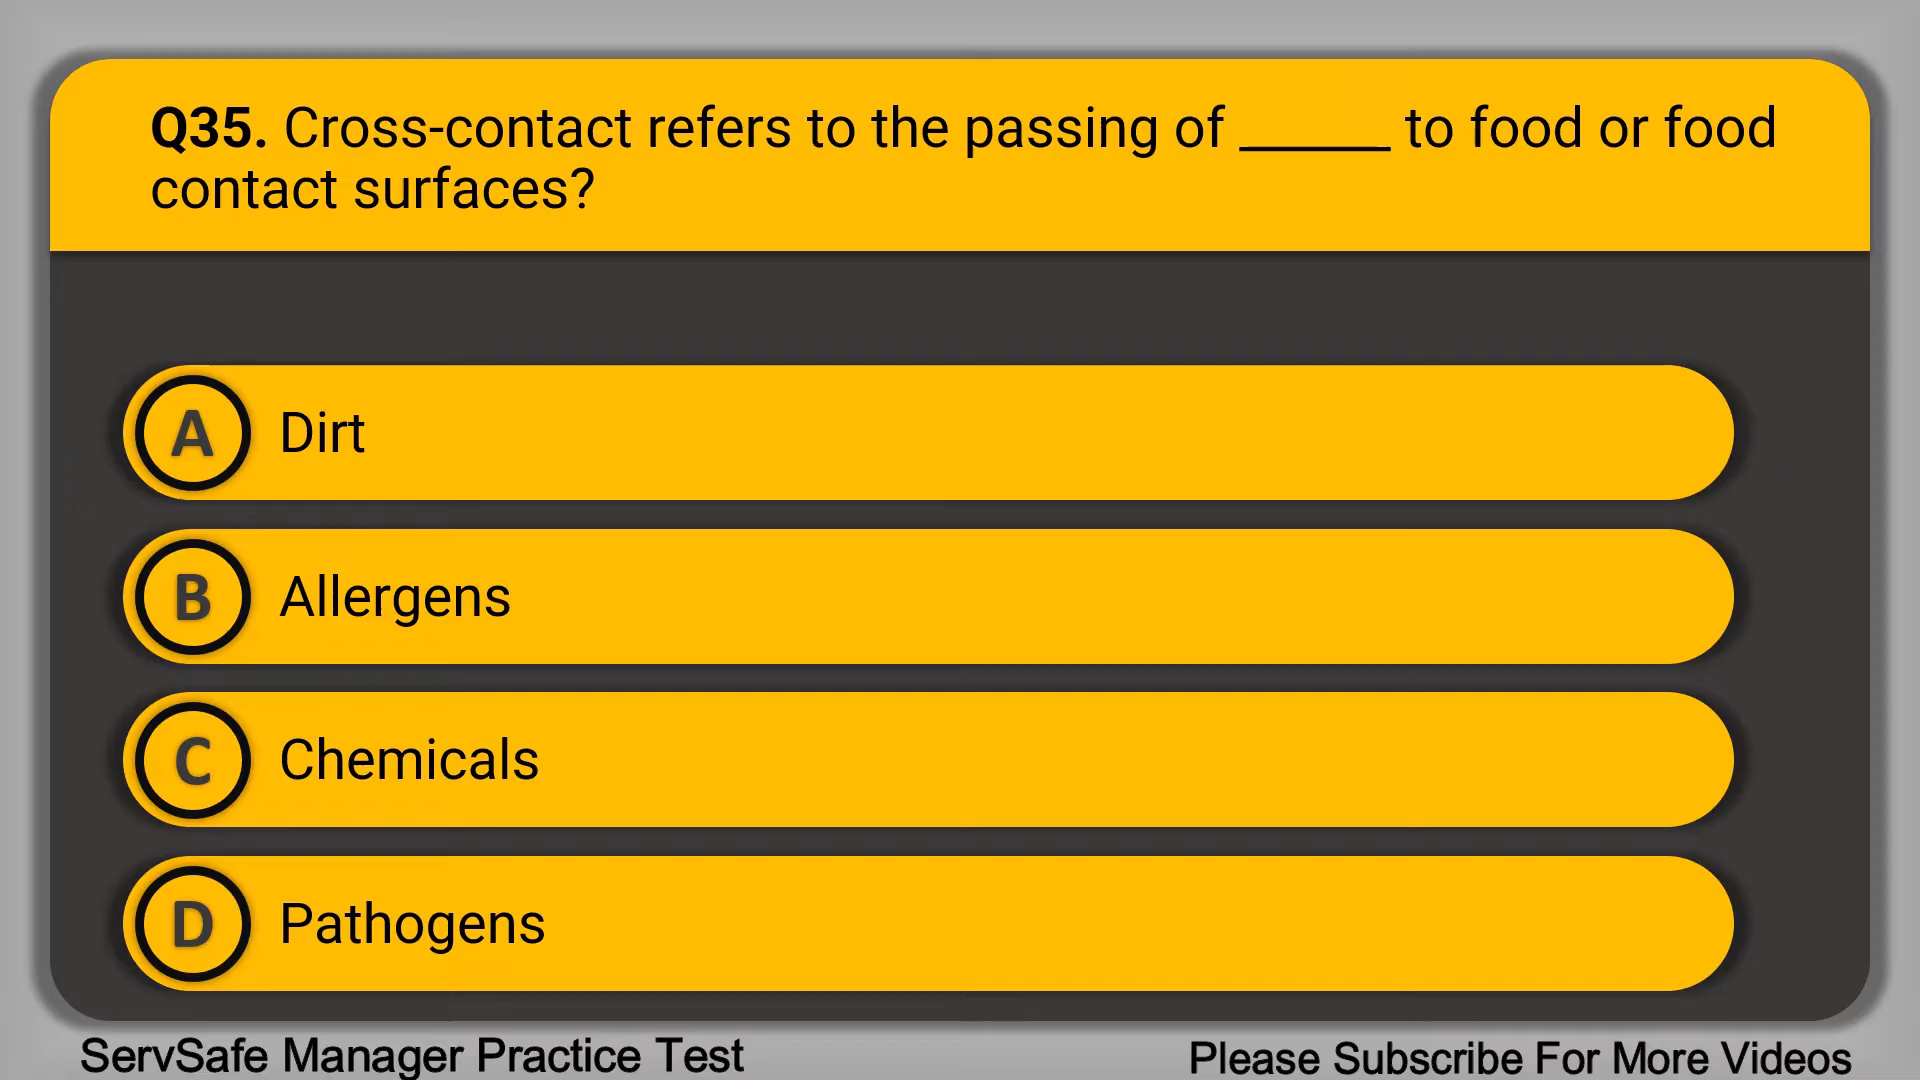 Q35. Cross-contact refers to the passing of ______ to food or food
contact surfaces?
A Dirt
B Allergens
C Chemicals
D Pathogens
ServSafe Manager Practice Test
Please Subscribe For More Videos